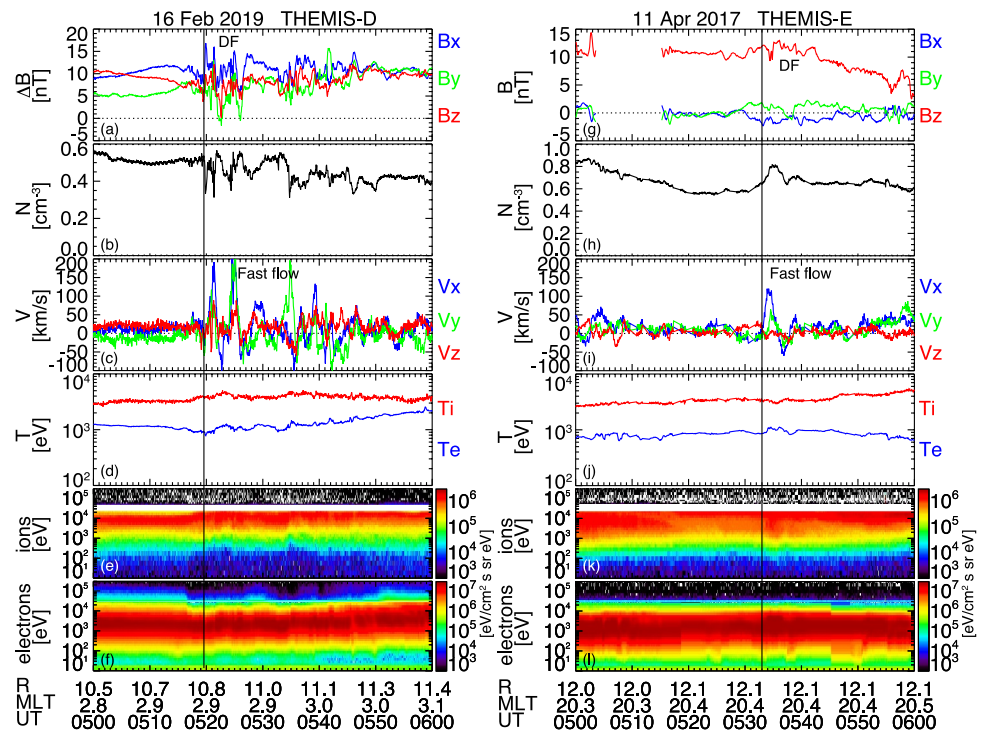 16 Feb 2019 THEMIS-D
20
15
10
5
0
-5
ΔB
[nT]
DF
(a)
Bx
By
Bz
0.6
0.4
0.2
0.0
N
[cm-3]
(b)
200
150
100
50
0
-50
-100
V
[km/s]
Fast flow
(c)
Vx
Vy
Vz
10^4
10^3
10^2
T
[eV]
(d)
Ti
Te
10^5
10^4
10^3
10^2
10^1
ions
[eV]
(e)
10^6
10^5
10^4
10^3
10^4
10^3
10^2
10^1
electrons
[eV]
(f)
10^7
10^6
10^5
10^4
10^3
[eV/cm² s sr eV]
R 10.5 10.7 10.8 11.0 11.1 11.3 11.4
MLT 2.8 2.9 2.9 2.9 3.0 3.0 3.0
UT 0500 0510 0520 0530 0540 0550 0600
11 Apr 2017 THEMIS-E
15
10
5
0
-5
B
[nT]
DF
(g)
Bx
By
Bz
1.0
0.8
0.6
0.4
0.2
0.0
N
[cm-3]
(h)
200
150
100
50
0
-50
-100
V
[km/s]
Fast flow
(i)
Vx
Vy
Vz
10^4
10^3
10^2
T
[eV]
(j)
Ti
Te
10^5
10^4
10^3
10^2
10^1
ions
[eV]
(k)
10^6
10^5
10^4
10^3
10^4
10^3
10^2
10^1
electrons
[eV]
(l)
10^7
10^6
10^5
10^4
10^3
[eV/cm² s sr eV]
R 12.0 12.0 12.1 12.1 12.1 12.1 12.1
MLT 20.3 20.3 20.4 20.4 20.4 20.4 20.5
UT 0500 0510 0520 0530 0540 0550 0600